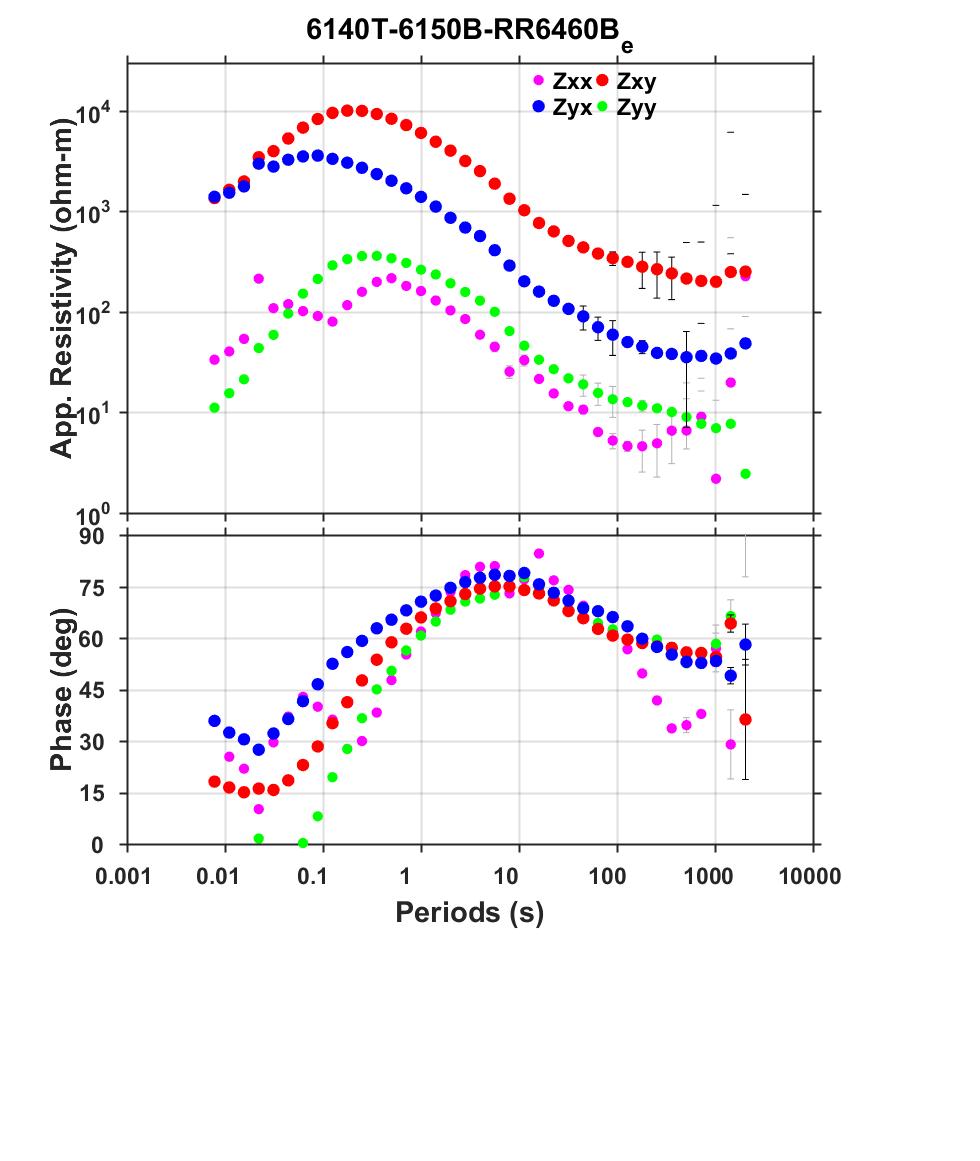 6140T-6150B-RR6460Be
Zxx Zxy
Zyx Zyy
App. Resistivity (ohm-m)
10^4
10^3
10^2
10^1
10^0
Phase (deg)
90
75
60
45
30
15
0
0.001 0.01 0.1 1 10 100 1000 10000
Periods (s)